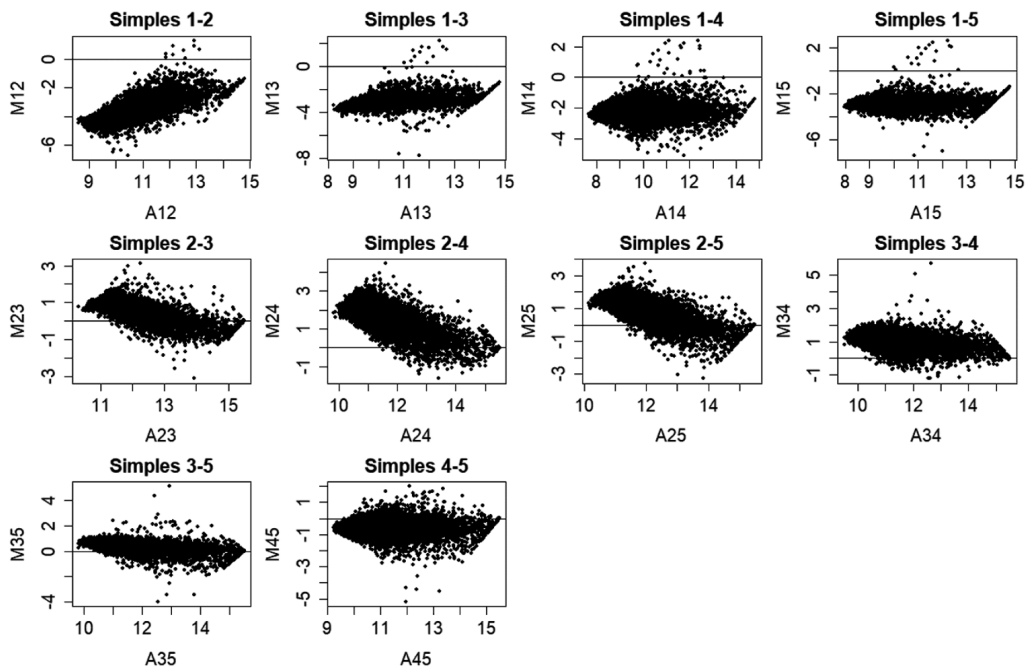 Simples 1-2
M12
0
-2
-4
-6
9
11
13
15
A12
Simples 1-3
M13
0
-4
-8
8
9
11
13
15
A13
Simples 1-4
M14
2
0
-2
-4
8
10
12
14
A14
Simples 1-5
M15
2
-2
-6
8
9
11
13
15
A15
Simples 2-3
M23
3
1
-1
-3
11
13
15
A23
Simples 2-4
M24
3
1
-1
10
12
14
A24
Simples 2-5
M25
3
1
-1
-3
10
12
14
A25
Simples 3-4
M34
5
3
1
-1
10
12
14
A34
Simples 3-5
M35
4
2
0
-4
10
12
14
A35
Simples 4-5
M45
1
-1
-3
-5
9
11
13
15
A45